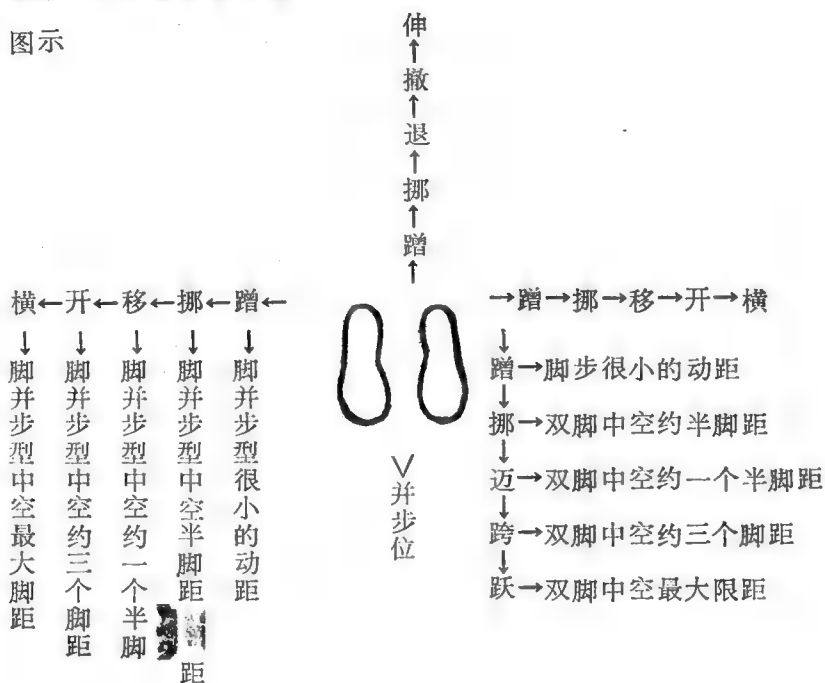 图示
伸↑撤↑退↑挪↑蹭↑
横←开←移←挪←蹭←
→蹭→挪→移→开→横
↓脚并步型中空最大脚距
↓脚并步型中空约三个脚距
↓脚并步型中空约一个半脚
↓脚并步型中空半脚距
距
↓脚并步型很小的动距
∨并步位
↓
蹭→脚步很小的动距
↓
挪→双脚中空约半脚距
↓
迈→双脚中空约一个半脚距
↓
跨→双脚中空约三个脚距
↓
跃→双脚中空最大限距